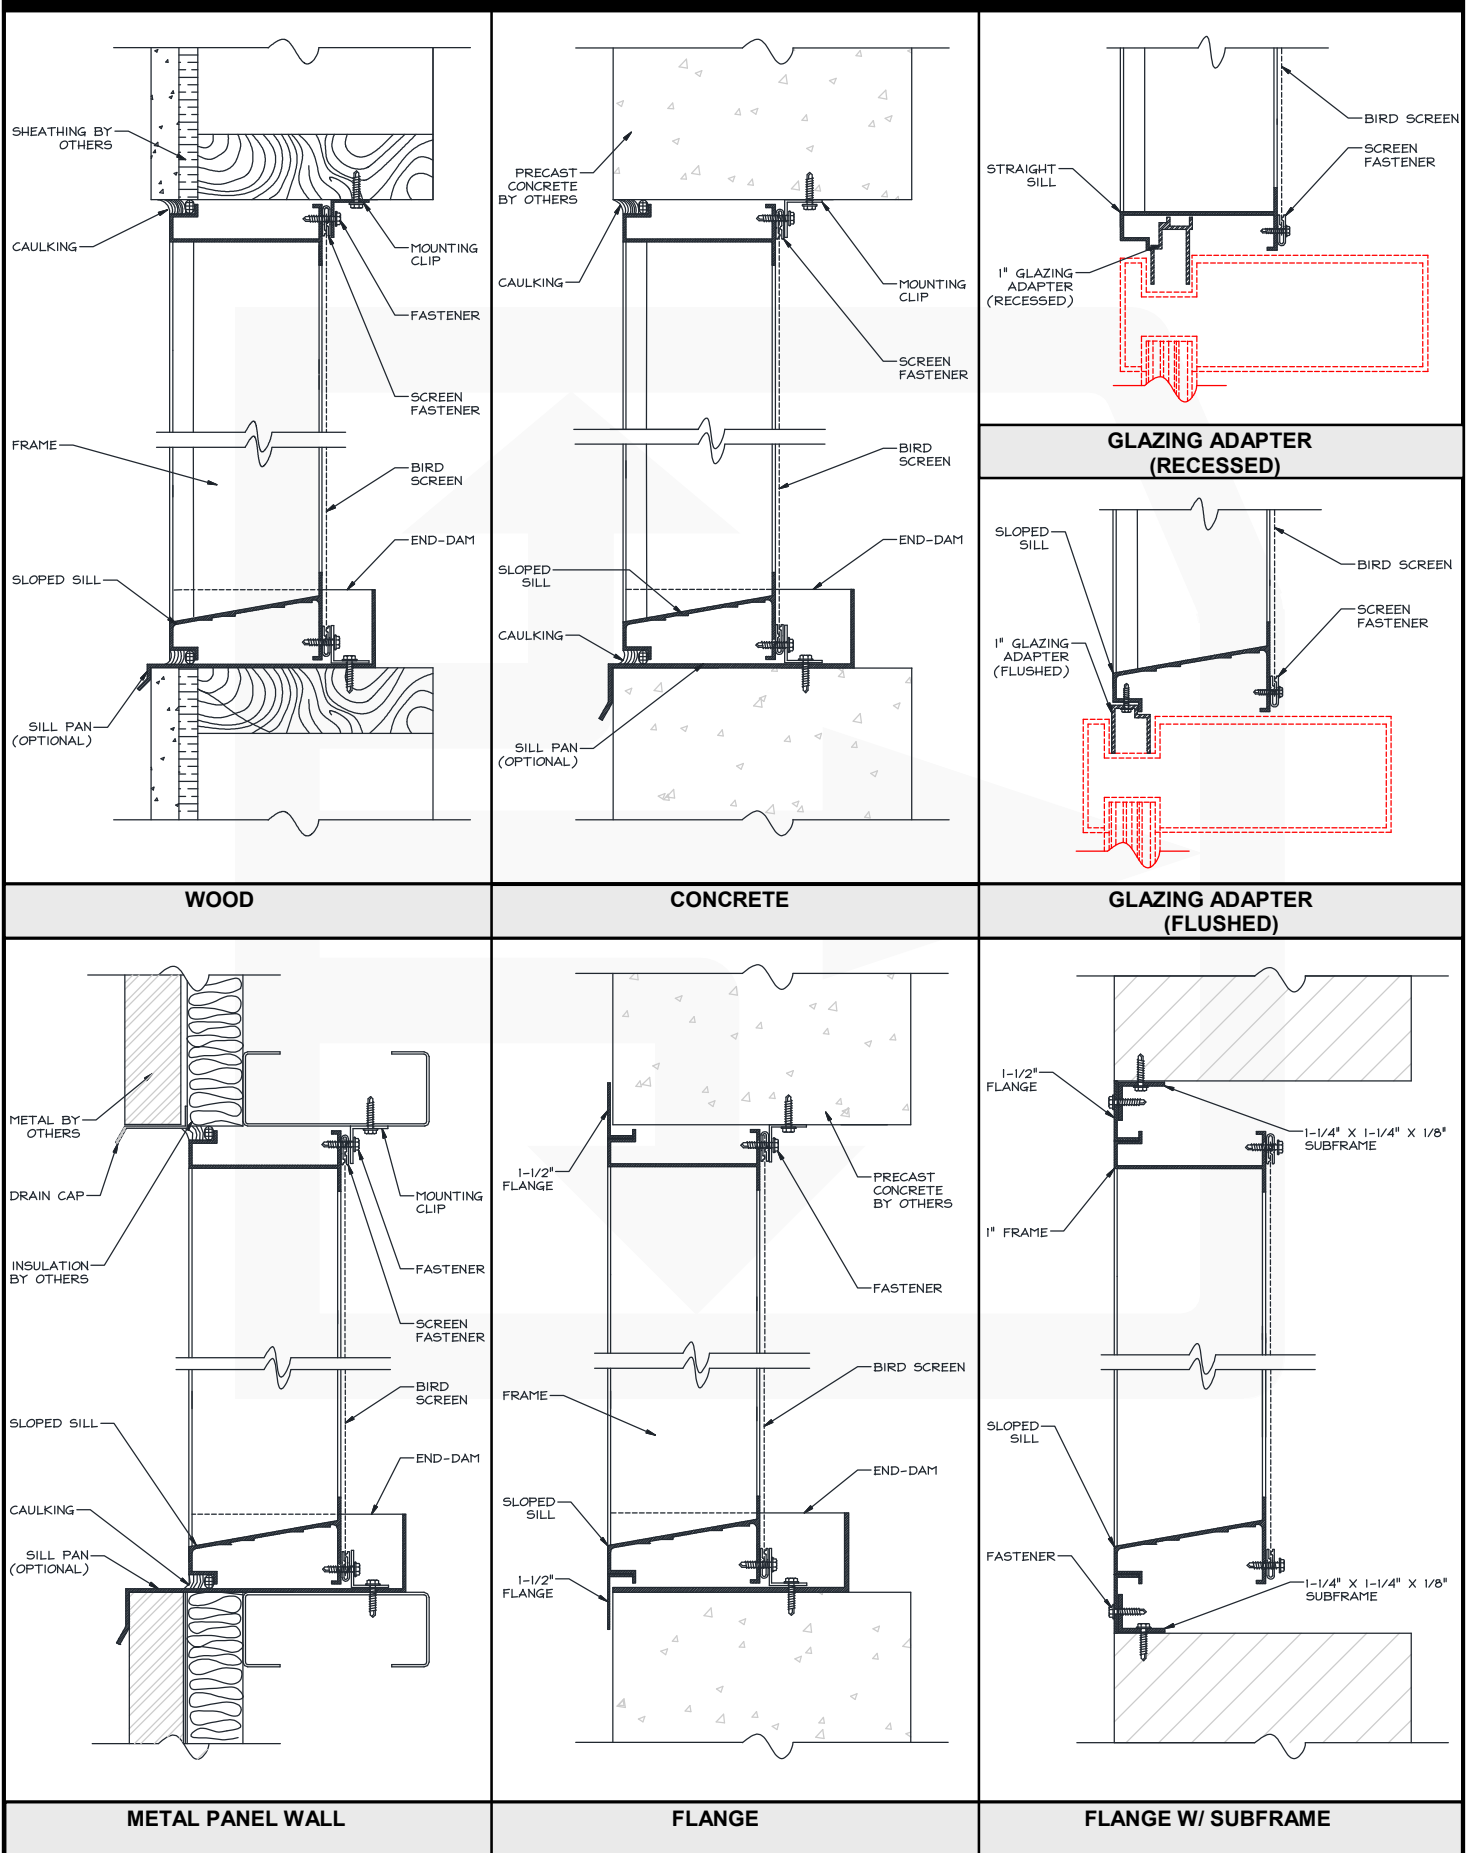 SHEATHING BY
OTHERS
CAULKING
MOUNTING
CLIP
FASTENER
SCREEN
FASTENER
FRAME
BIRD
SCREEN
END-DAM
SLOPED SILL
SILL PAN
(OPTIONAL)
WOOD
PRECAST
CONCRETE
BY OTHERS
CAULKING
MOUNTING
CLIP
SCREEN
FASTENER
BIRD
SCREEN
END-DAM
SLOPED
SILL
CAULKING
SILL PAN
(OPTIONAL)
CONCRETE
BIRD SCREEN
SCREEN
FASTENER
STRAIGHT
SILL
1" GLAZING
ADAPTER
(RECESSED)
GLAZING ADAPTER
(RECESSED)
SLOPED
SILL
BIRD SCREEN
SCREEN
FASTENER
1" GLAZING
ADAPTER
(FLUSHED)
GLAZING ADAPTER
(FLUSHED)
METAL BY
OTHERS
DRAIN CAP
MOUNTING
CLIP
INSULATION
BY OTHERS
FASTENER
SCREEN
FASTENER
BIRD
SCREEN
SLOPED SILL
END-DAM
CAULKING
SILL PAN
(OPTIONAL)
METAL PANEL WALL
1-1/2"
FLANGE
PRECAST
CONCRETE
BY OTHERS
FASTENER
BIRD SCREEN
FRAME
END-DAM
SLOPED
SILL
1-1/2"
FLANGE
FLANGE
1-1/2"
FLANGE
1-1/4" X 1-1/4" X 1/8"
SUBFRAME
1" FRAME
SLOPED
SILL
FASTENER
1-1/4" X 1-1/4" X 1/8"
SUBFRAME
FLANGE W/ SUBFRAME